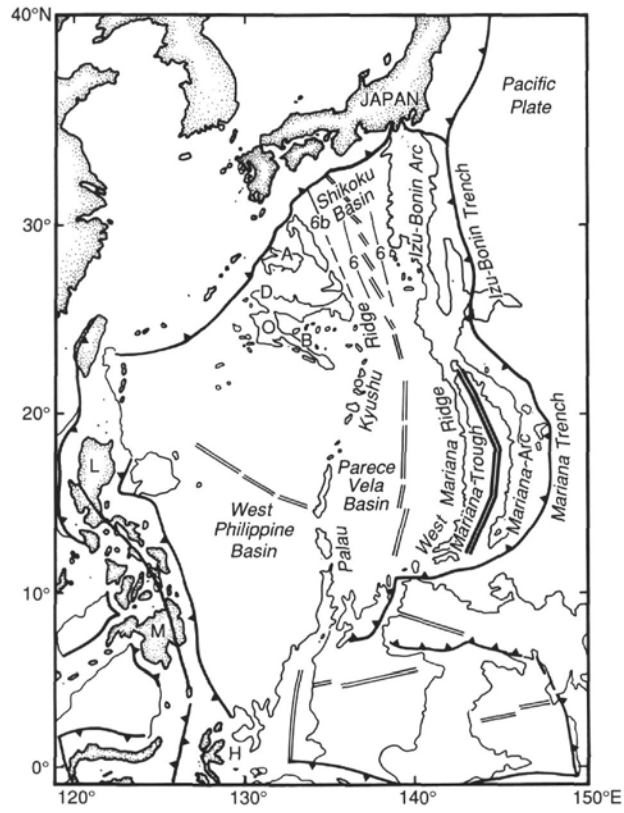 40°N
JAPAN
Pacific
Plate
Shikoku
Basin
6b
6
6
Izu-Bonin Arc
Izu-Bonin Trench
30°
A
D
O
B
Ridge
Kyushu
20°
L
West
Philippine
Basin
Parece
Vela
Basin
Palau
West Mariana Ridge
Mariana-Trough
Mariana-Arc
Mariana Trench
10°
M
H
0°
120°
130°
140°
150°E